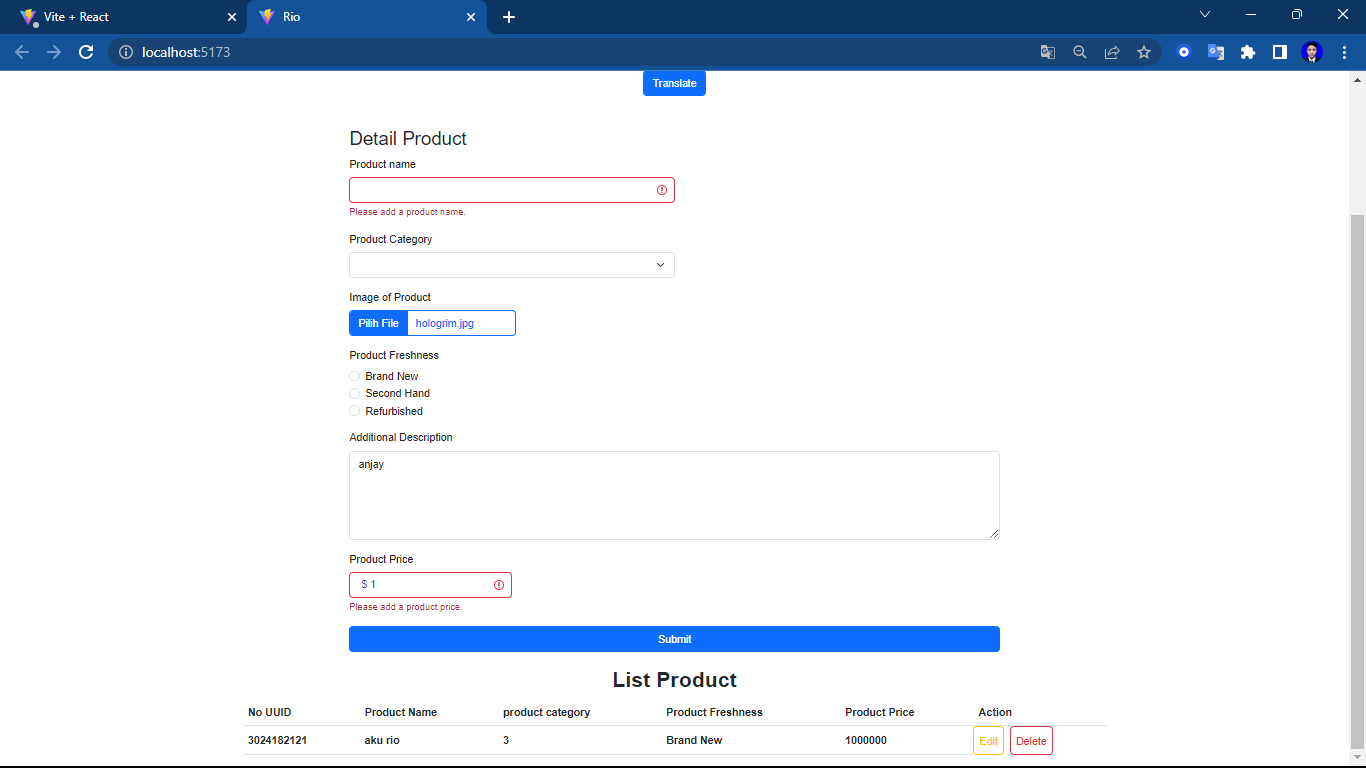 Vite + React
Rio
localhost:5173
Translate
Detail Product
Product name
Please add a product name.
Product Category
Image of Product
Pilih File hologrim.jpg
Product Freshness
Brand New
Second Hand
Refurbished
Additional Description
anjay
Product Price
$ 1
Please add a product price.
Submit
List Product
No UUID Product Name product category Product Freshness Product Price Action
3024182121 aku rio 3 Brand New 1000000 Edit Delete